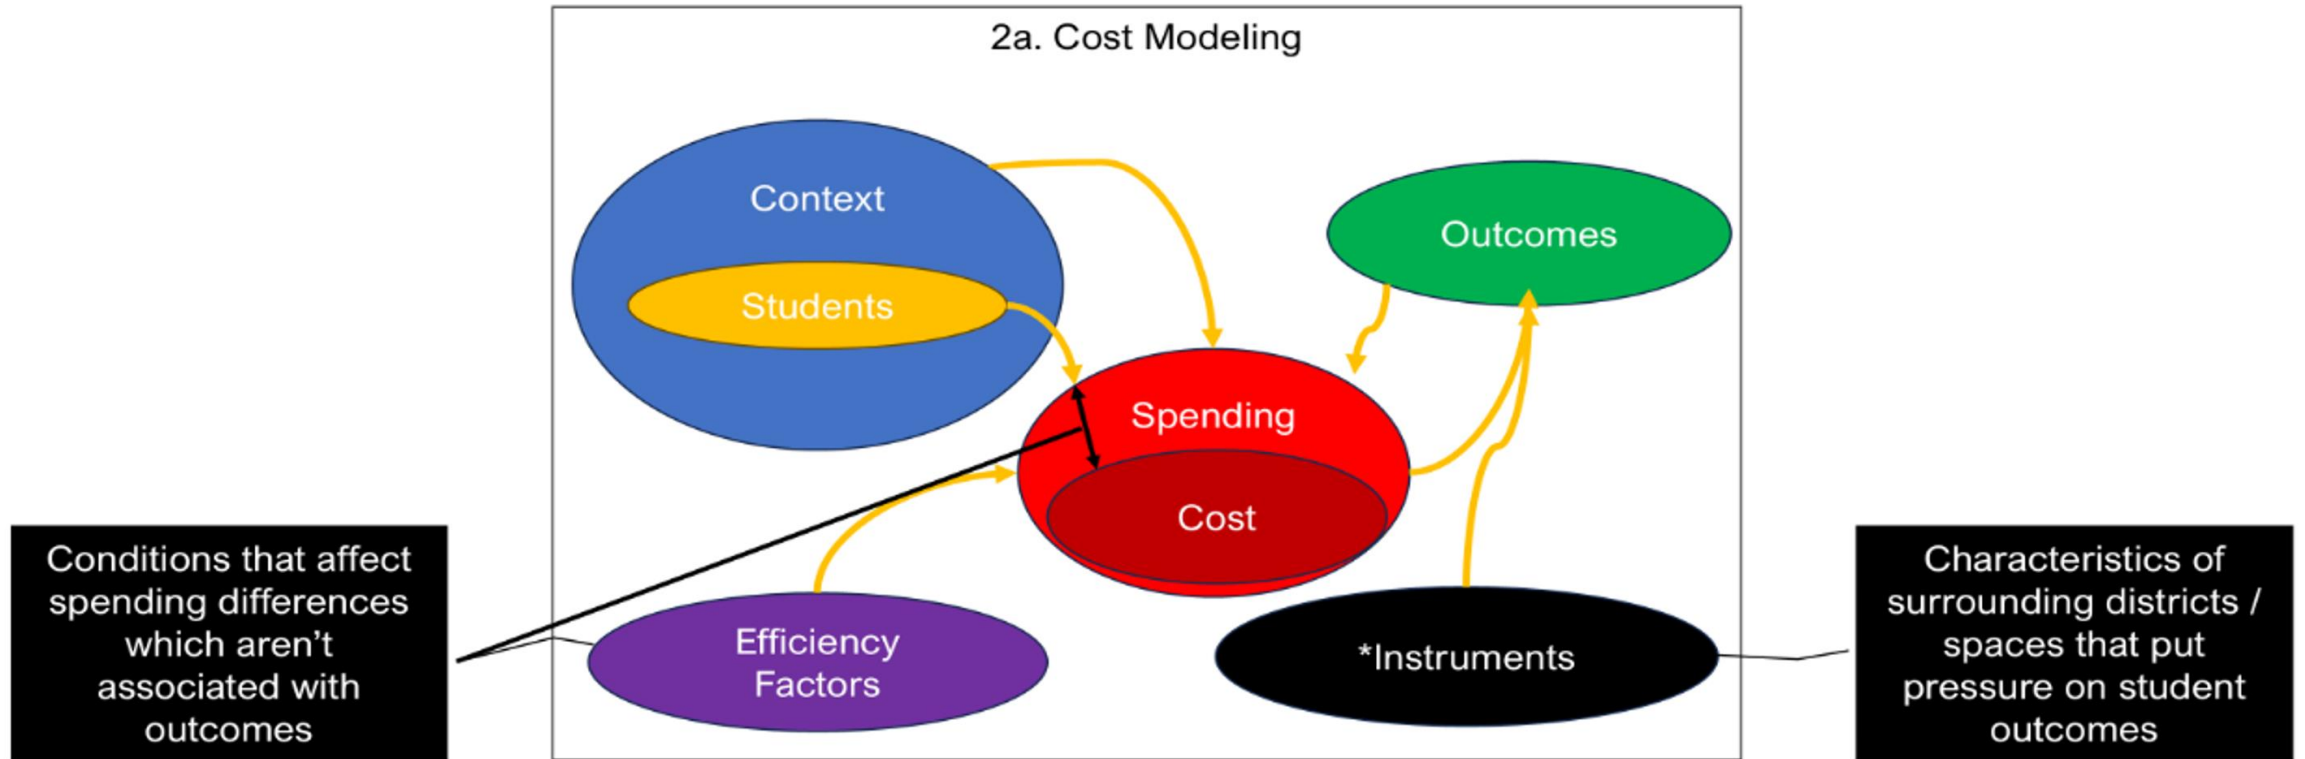 2a. Cost Modeling
Context
Students
Outcomes
Spending
Cost
Efficiency
Factors
*Instruments
Conditions that affect
spending differences
which aren’t
associated with
outcomes
Characteristics of
surrounding districts /
spaces that put
pressure on student
outcomes